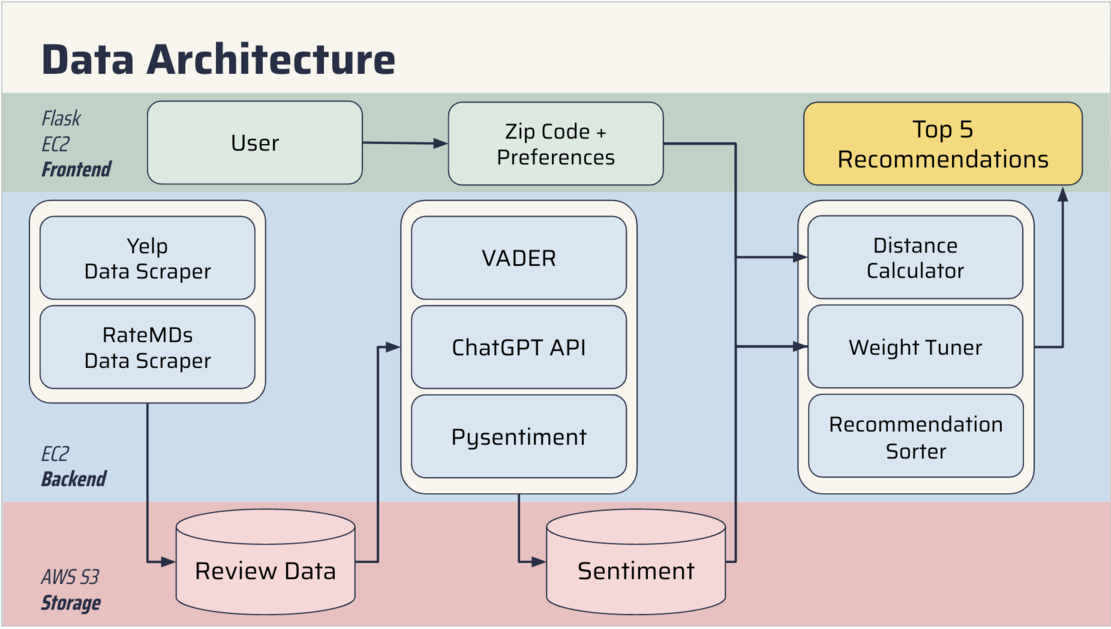 Data Architecture
Flask
EC2
Frontend
User
Zip Code +
Preferences
Top 5
Recommendations
Yelp
Data Scraper
RateMDs
Data Scraper
VADER
ChatGPT API
Pysentiment
Distance
Calculator
Weight Tuner
Recommendation
Sorter
EC2
Backend
Review Data
Sentiment
AWS S3
Storage